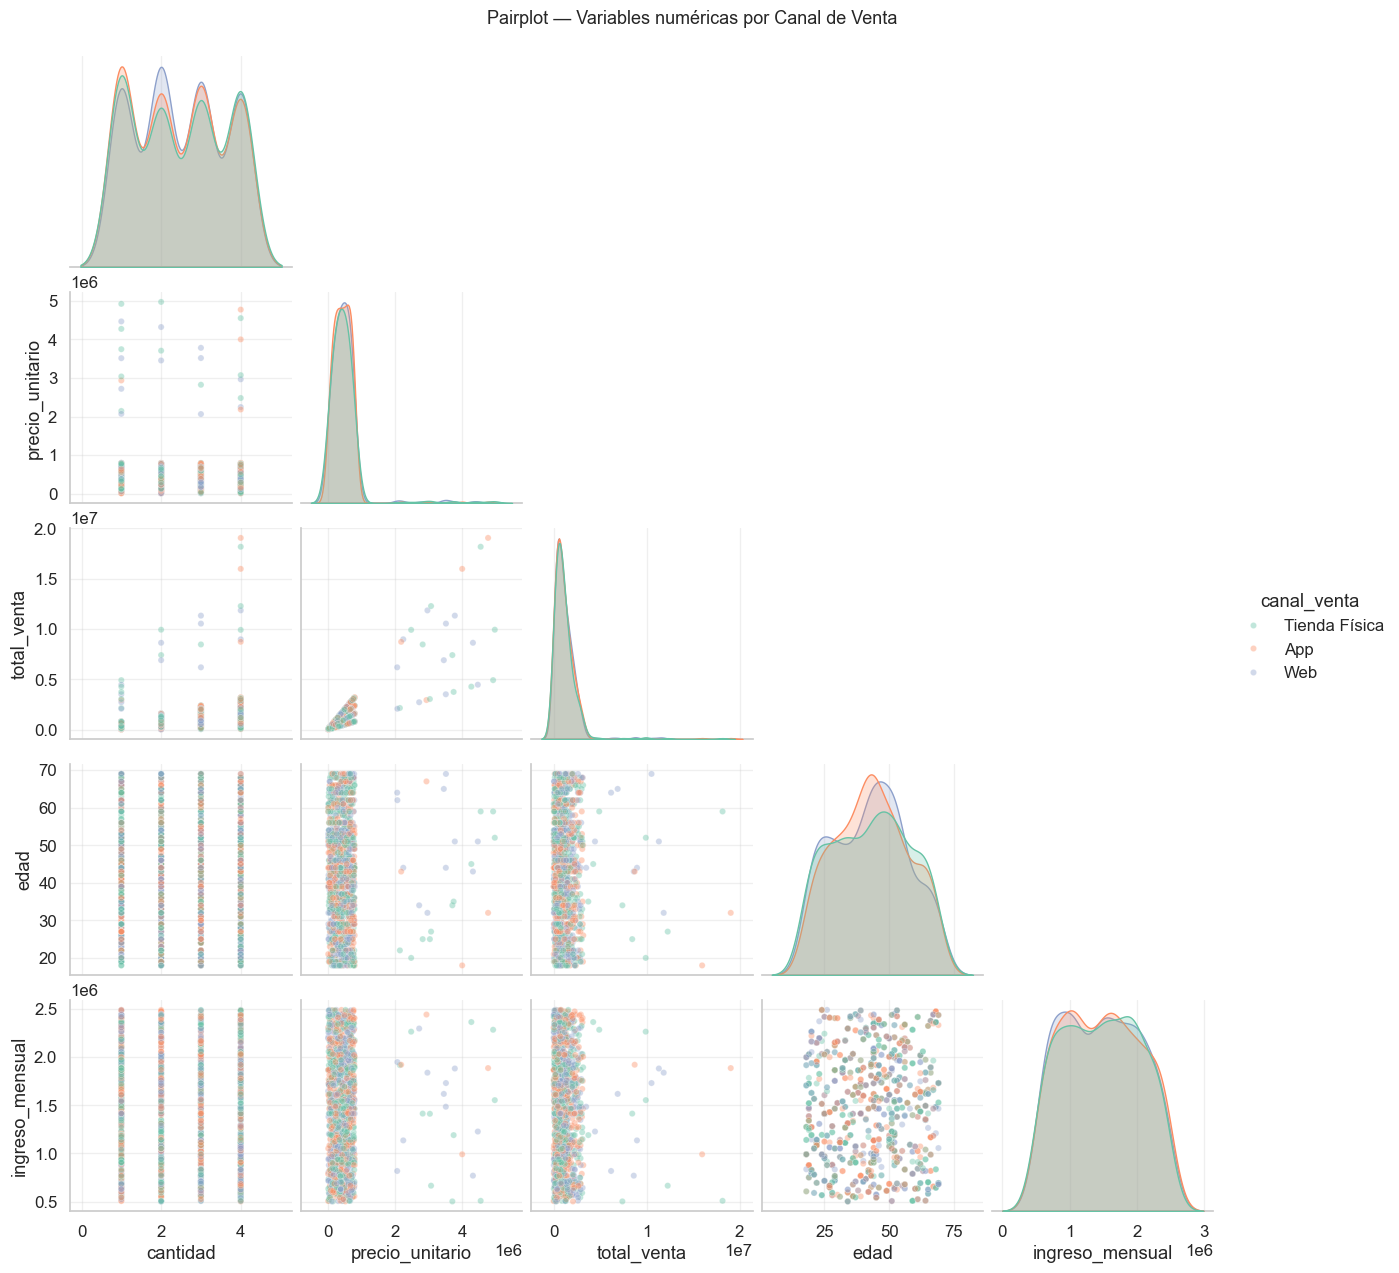 Pairplot — Variables numéricas por Canal de Venta
1e6
5
4
3
2
1
0
precio_unitario
1e7
2.0
1.5
1.0
0.5
0.0
total_venta
canal_venta
Tienda Física
App
Web
70
60
50
40
30
20
edad
1e6
2.5
2.0
1.5
1.0
0.5
ingreso_mensual
0 2 4
cantidad
0 2 4
precio_unitario 1e6
0 1 2
total_venta 1e7
25 50 75
edad
0 1 2 3
ingreso_mensual 1e6